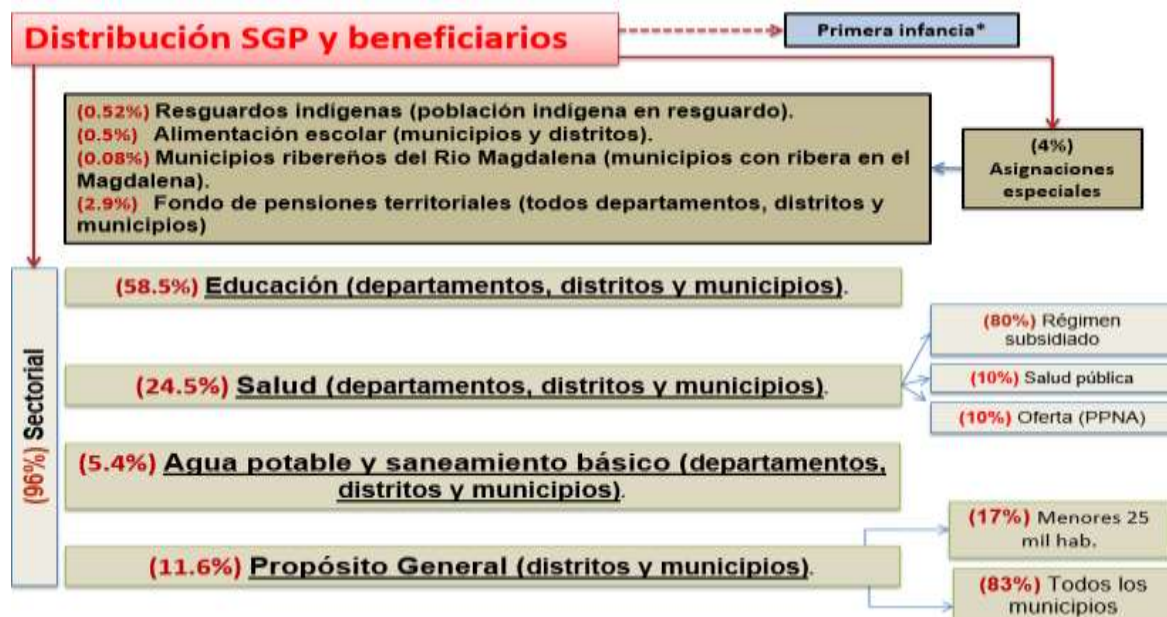 Distribución SGP y beneficiarios
Primera infancia*
(0.52%) Resguardos indígenas (población indígena en resguardo).
(0.5%) Alimentación escolar (municipios y distritos).
(0.08%) Municipios ribereños del Rio Magdalena (municipios con ribera en el
Magdalena).
(2.9%) Fondo de pensiones territoriales (todos departamentos, distritos y
municipios)
(4%)
Asignaciones
especiales
(96%) Sectorial
(58.5%) Educación (departamentos, distritos y municipios).
(24.5%) Salud (departamentos, distritos y municipios).
(80%) Régimen
subsidiado
(10%) Salud pública
(10%) Oferta (PPNA)
(5.4%) Agua potable y saneamiento básico (departamentos,
distritos y municipios).
(11.6%) Propósito General (distritos y municipios).
(17%) Menores 25
mil hab.
(83%) Todos los
municipios